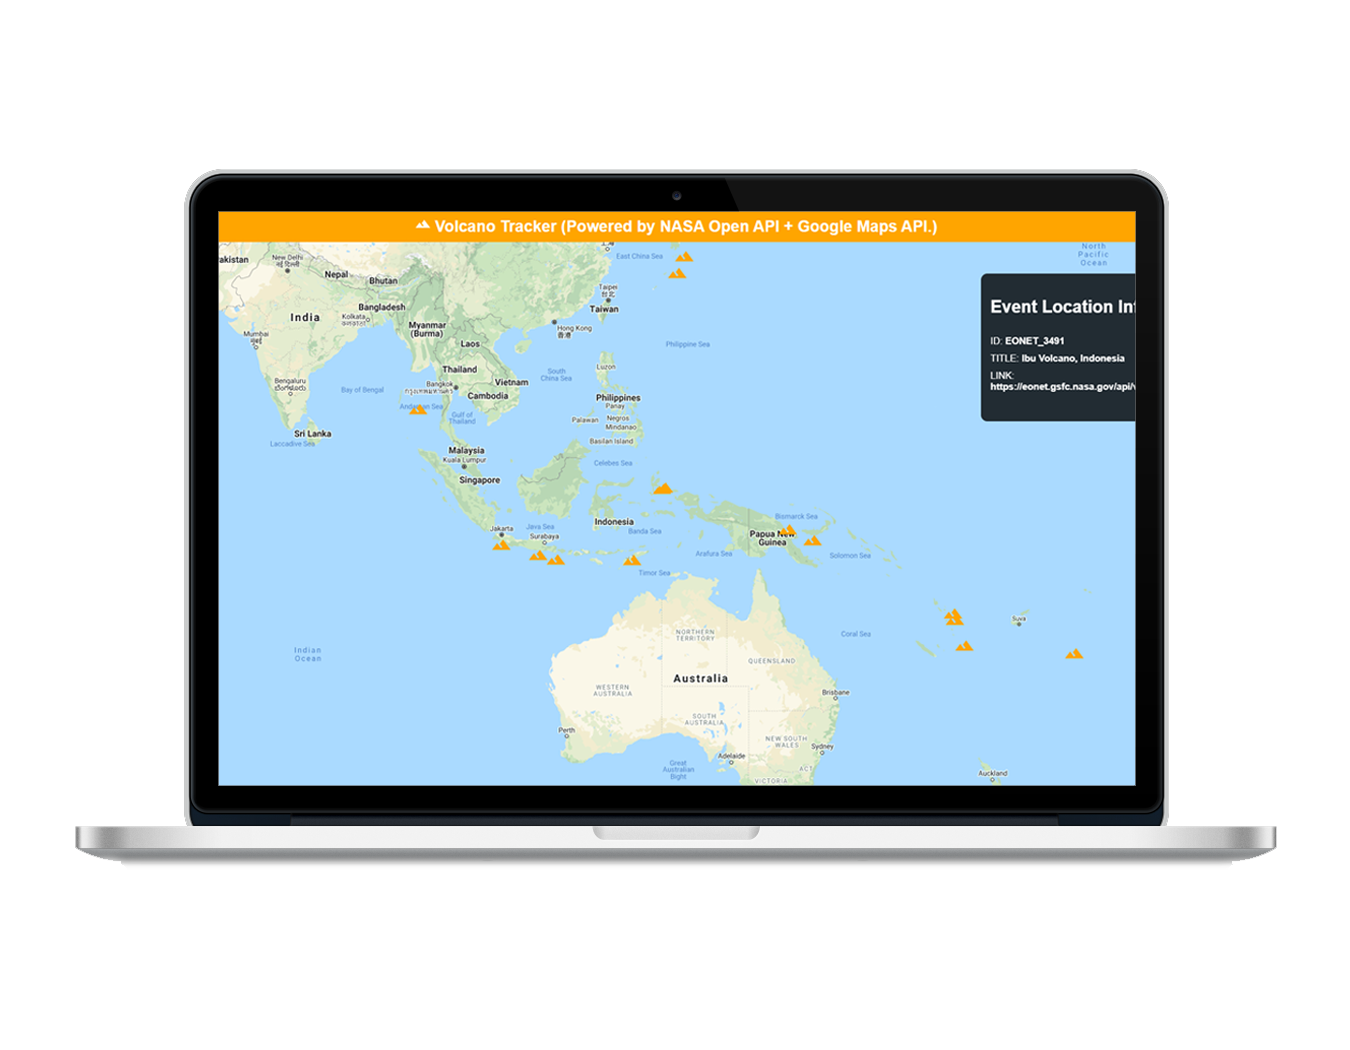 Volcano Tracker (Powered by NASA Open API + Google Maps API.)
North
Pacific
Ocean
East China Sea
akistan
New Delhi
Nepal
Bhutan
Taipei
台北
Taiwan
Bangladesh
India
Kolkata
Myanmar
(Burma)
Hong Kong
香港
Mumbai
Laos
Philippine Sea
Luzon
Thailand
South
China Sea
Vietnam
Bengaluru
Bay of Bengal
Bangkok
Cambodia
Philippines
Panay
Andaman Sea
Gulf of
Thailand
Palawan
Negros
Mindanao
Sri Lanka
Laccadive Sea
Basilan Island
Malaysia
Kuala Lumpur
Celebes Sea
Singapore
Event Location Inf
ID: EONET_3491
TITLE: Ibu Volcano, Indonesia
LINK:
https://eonet.gsfc.nasa.gov/api/v
Bismarck Sea
Jakarta
Java Sea
Indonesia
Surabaya
Banda Sea
Papua New
Guinea
Arafura Sea
Solomon Sea
Timor Sea
Suva
Coral Sea
NORTHERN
TERRITORY
Indian
Ocean
QUEENSLAND
Australia
WESTERN
AUSTRALIA
Brisbane
SOUTH
AUSTRALIA
Perth
NEW SOUTH
WALES
Sydney
Adelaide
Great
Australian
Bight
ACT
VICTORIA
Auckland